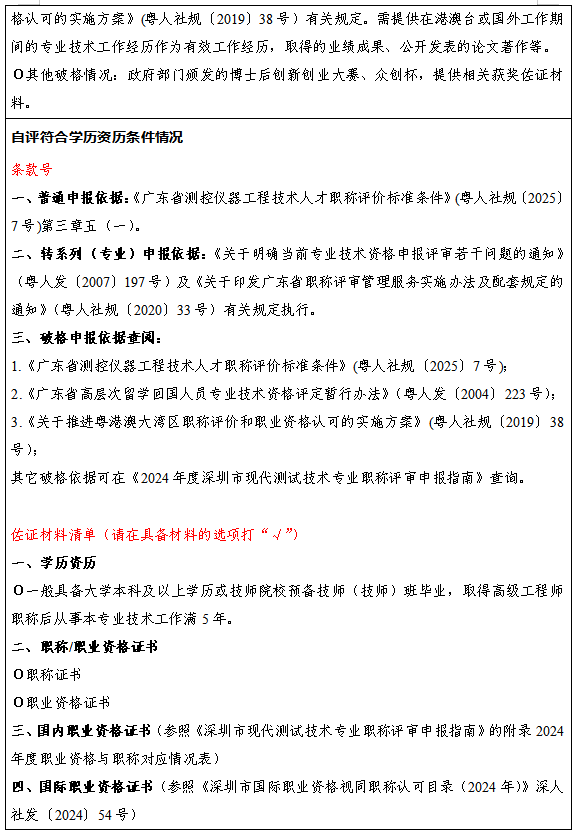 格认可的实施方案》(粤人社规〔2019〕38号）有关规定。需提供在港澳台或国外工作期
间的专业技术工作经历作为有效工作经历，取得的业绩成果、公开发表的论文著作等。
O其他破格情况：政府部门颁发的博士后创新创业大赛、众创杯，提供相关获奖佐证材
料。
自评符合学历资历条件情况
条款号
一、普通申报依据：《广东省测控仪器工程技术人才职称评价标准条件》(粤人社规〔2025〕
7号)第三章五（一）。
二、转系列（专业）申报依据：《关于明确当前专业技术资格申报评审若干问题的通知》
（粤人发〔2007〕197号）及《关于印发广东省职称评审管理服务实施办法及配套规定的
通知》（粤人社规〔2020〕33号）有关规定执行。
三、破格申报依据查阅：
1.《广东省测控仪器工程技术人才职称评价标准条件》(粤人社规〔2025〕7号)；
2.《广东省高层次留学回国人员专业技术资格评定暂行办法》（粤人发〔2004〕223号）；
3.《关于推进粤港澳大湾区职称评价和职业资格认可的实施方案》(粤人社规〔2019〕38
号）；
其它破格依据可在《2024年度深圳市现代测试技术专业职称评审申报指南》查询。
佐证材料清单（请在具备材料的选项打“√”）
一、学历资历
O一般具备大学本科及以上学历或技师院校预备技师（技师）班毕业，取得高级工程师
职称后从事本专业技术工作满5年。
二、职称/职业资格证书
O职称证书
O职业资格证书
三、国内职业资格证书（参照《深圳市现代测试技术专业职称评审申报指南》的附录2024
年度职业资格与职称对应情况表）
四、国际职业资格证书（参照《深圳市国际职业资格视同职称认可目录（2024年）》深人
社发〔2024〕54号）